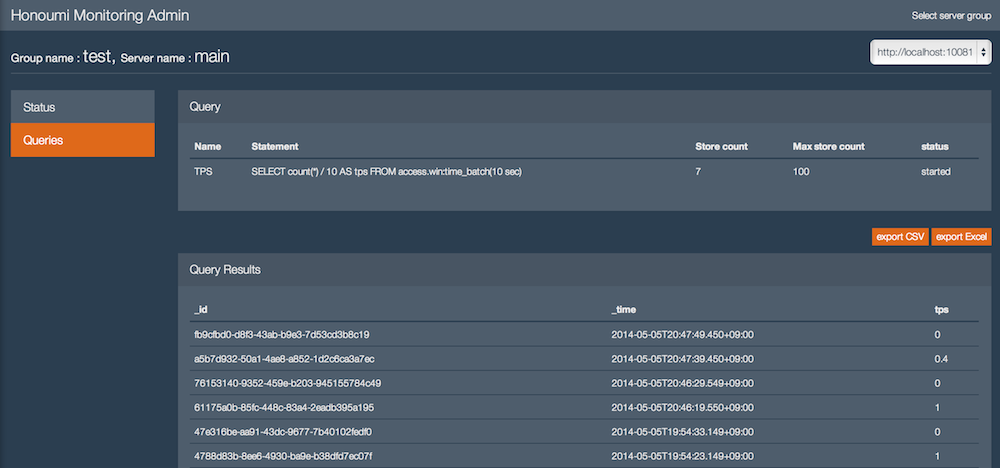 Honoumi Monitoring Admin
Select server group
Group name : test, Server name : main
http://localhost:10081
Status
Queries
Query
Name Statement Store count Max store count status
TPS SELECT count(*) / 10 AS tps FROM access.win:time_batch(10 sec) 7 100 started
export CSV export Excel
Query Results
_id _time tps
fb9cfbd0-d8f3-43ab-b9e3-7d53cd3b8c19 2014-05-05T20:47:49.450+09:00 0
a5b7d932-50a1-4ae8-a852-1d2c6ca3a7ec 2014-05-05T20:47:39.450+09:00 0.4
76153140-9352-459e-b203-945155784c49 2014-05-05T20:46:29.549+09:00 0
61175a0b-85fc-448c-83a4-2eadb395a195 2014-05-05T20:46:19.550+09:00 1
47e316be-aa91-43dc-9677-7b40102fedf0 2014-05-05T19:54:33.149+09:00 0
4788d83b-8ee6-4930-ba9e-b38dfd7ec07f 2014-05-05T19:54:23.149+09:00 1